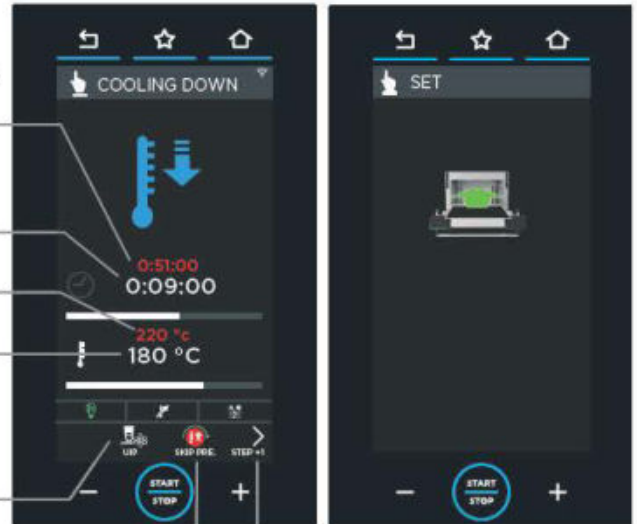 COOLING DOWN
0:51:00
0:09:00
220 °c
180 °C
UIP
SKIP PRE.
STEP +1
START
STOP
SET
START
STOP